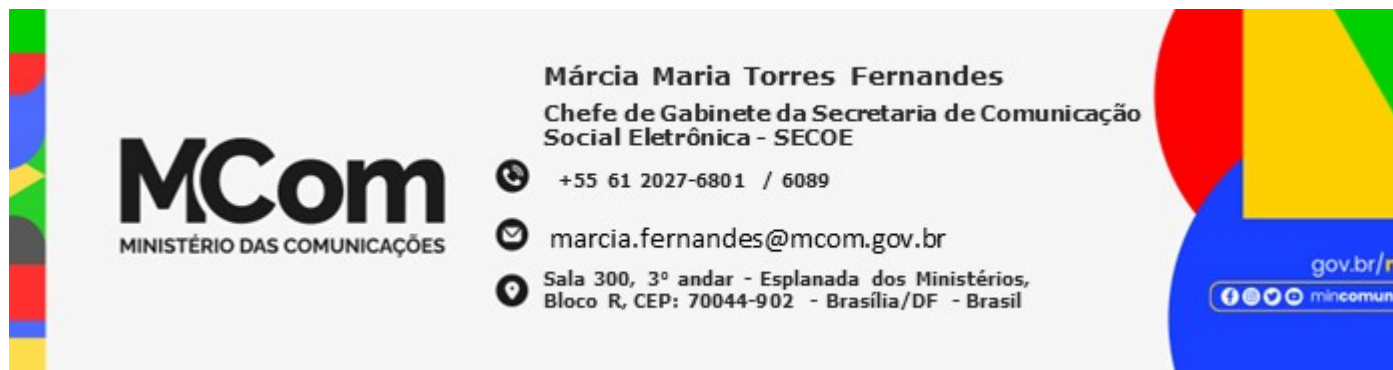 MCom
MINISTÉRIO DAS COMUNICAÇÕES
Márcia Maria Torres Fernandes
Chefe de Gabinete da Secretaria de Comunicação
Social Eletrônica - SECOE
+55 61 2027-6801 / 6089
marcia.fernandes@mcom.gov.br
Sala 300, 3º andar - Esplanada dos Ministérios,
Bloco R, CEP: 70044-902 - Brasília/DF - Brasil
gov.br/